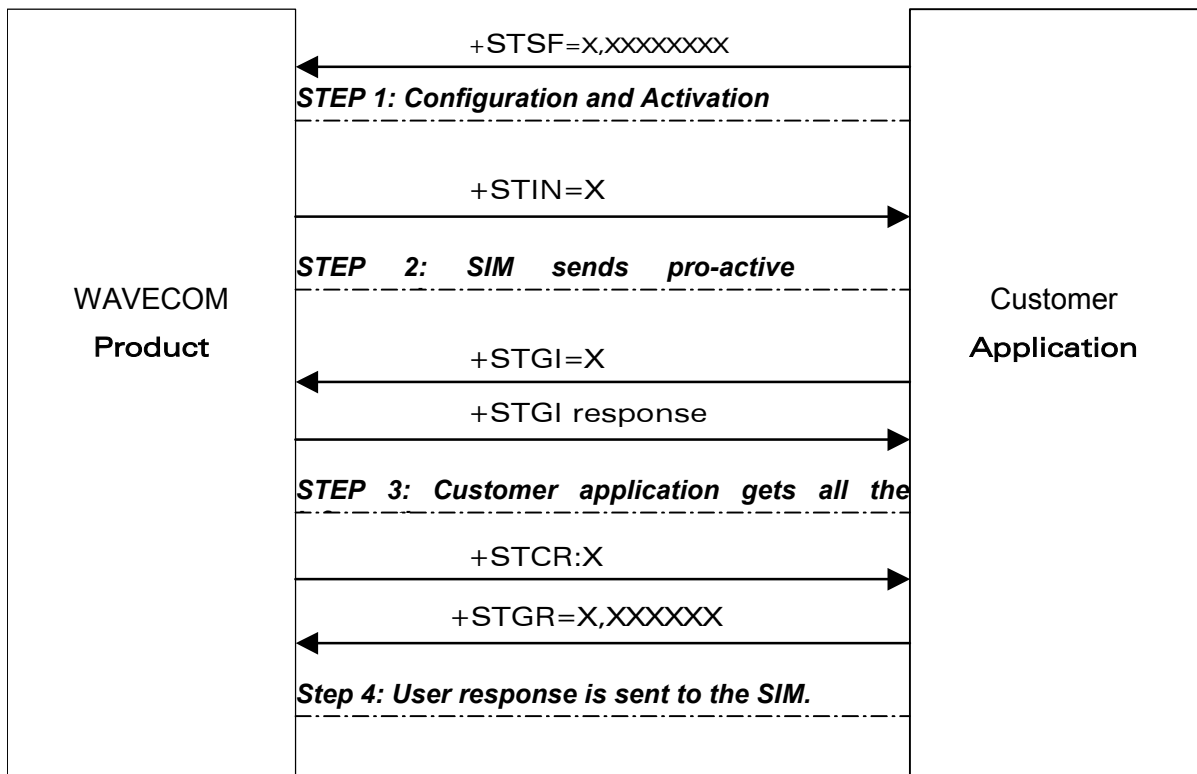 +STSF=X,XXXXXXXX
STEP 1: Configuration and Activation
+STIN=X
STEP 2: SIM sends pro-active
WAVECOM
Product
Customer
Application
+STGI=X
+STGI response
STEP 3: Customer application gets all the
+STCR:X
+STGR=X,XXXXXX
Step 4: User response is sent to the SIM.